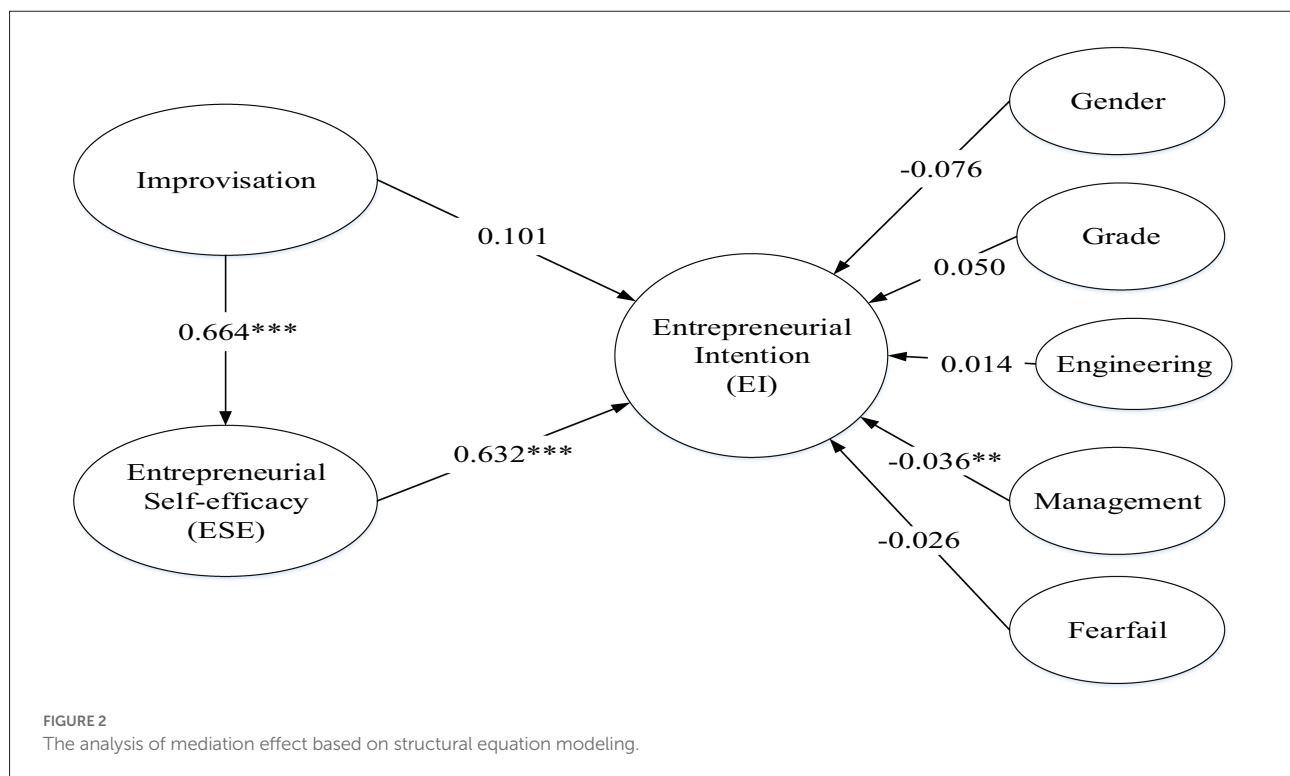 Improvisation
0.664***
Entrepreneurial
Self-efficacy
(ESE)
0.101
0.632***
Entrepreneurial
Intention
(EI)
Gender
-0.076
Grade
0.050
Engineering
0.014
Management
-0.036**
Fearfail
-0.026
FIGURE 2
The analysis of mediation effect based on structural equation modeling.